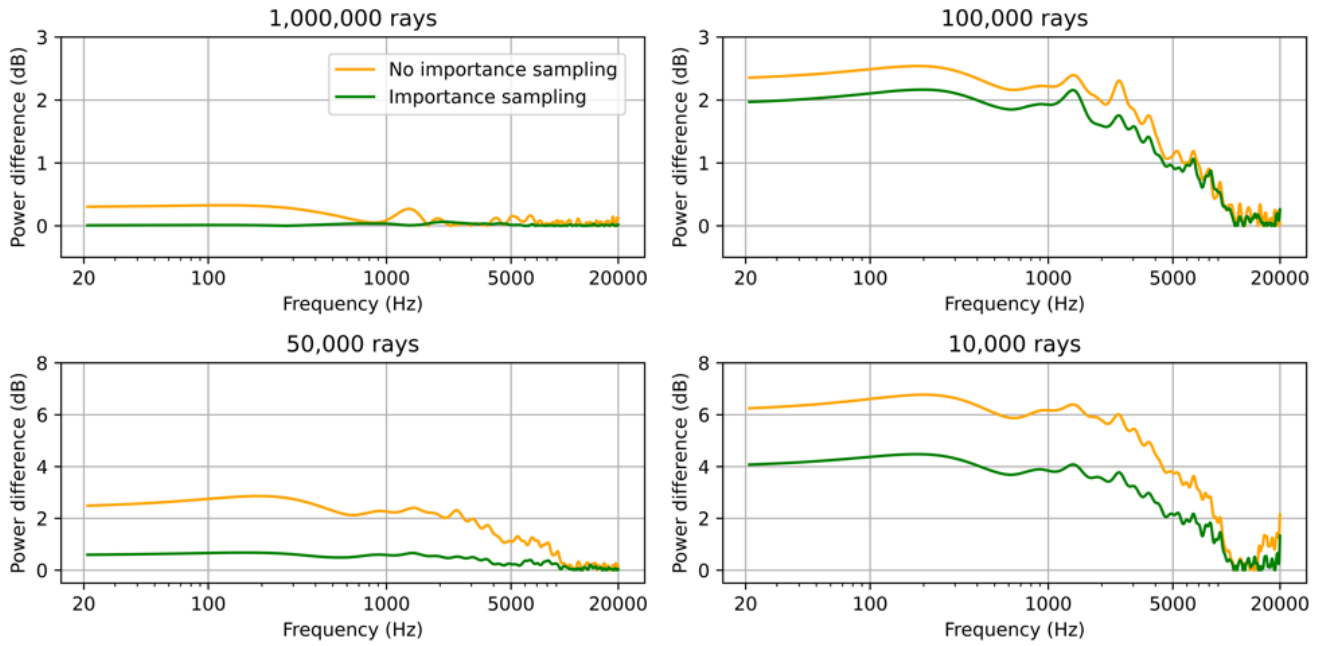 1,000,000 rays
Power difference (dB)
3
2
1
0
No importance sampling
Importance sampling
20 100 1000 5000 20000
Frequency (Hz)
100,000 rays
Power difference (dB)
3
2
1
0
20 100 1000 5000 20000
Frequency (Hz)
50,000 rays
Power difference (dB)
8
6
4
2
0
20 100 1000 5000 20000
Frequency (Hz)
10,000 rays
Power difference (dB)
8
6
4
2
0
20 100 1000 5000 20000
Frequency (Hz)